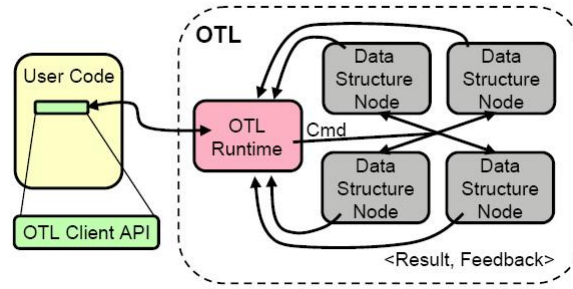 OTL
User Code
OTL Client API
OTL
Runtime
Cmd
Data
Structure
Node
Data
Structure
Node
Data
Structure
Node
Data
Structure
Node
<Result, Feedback>